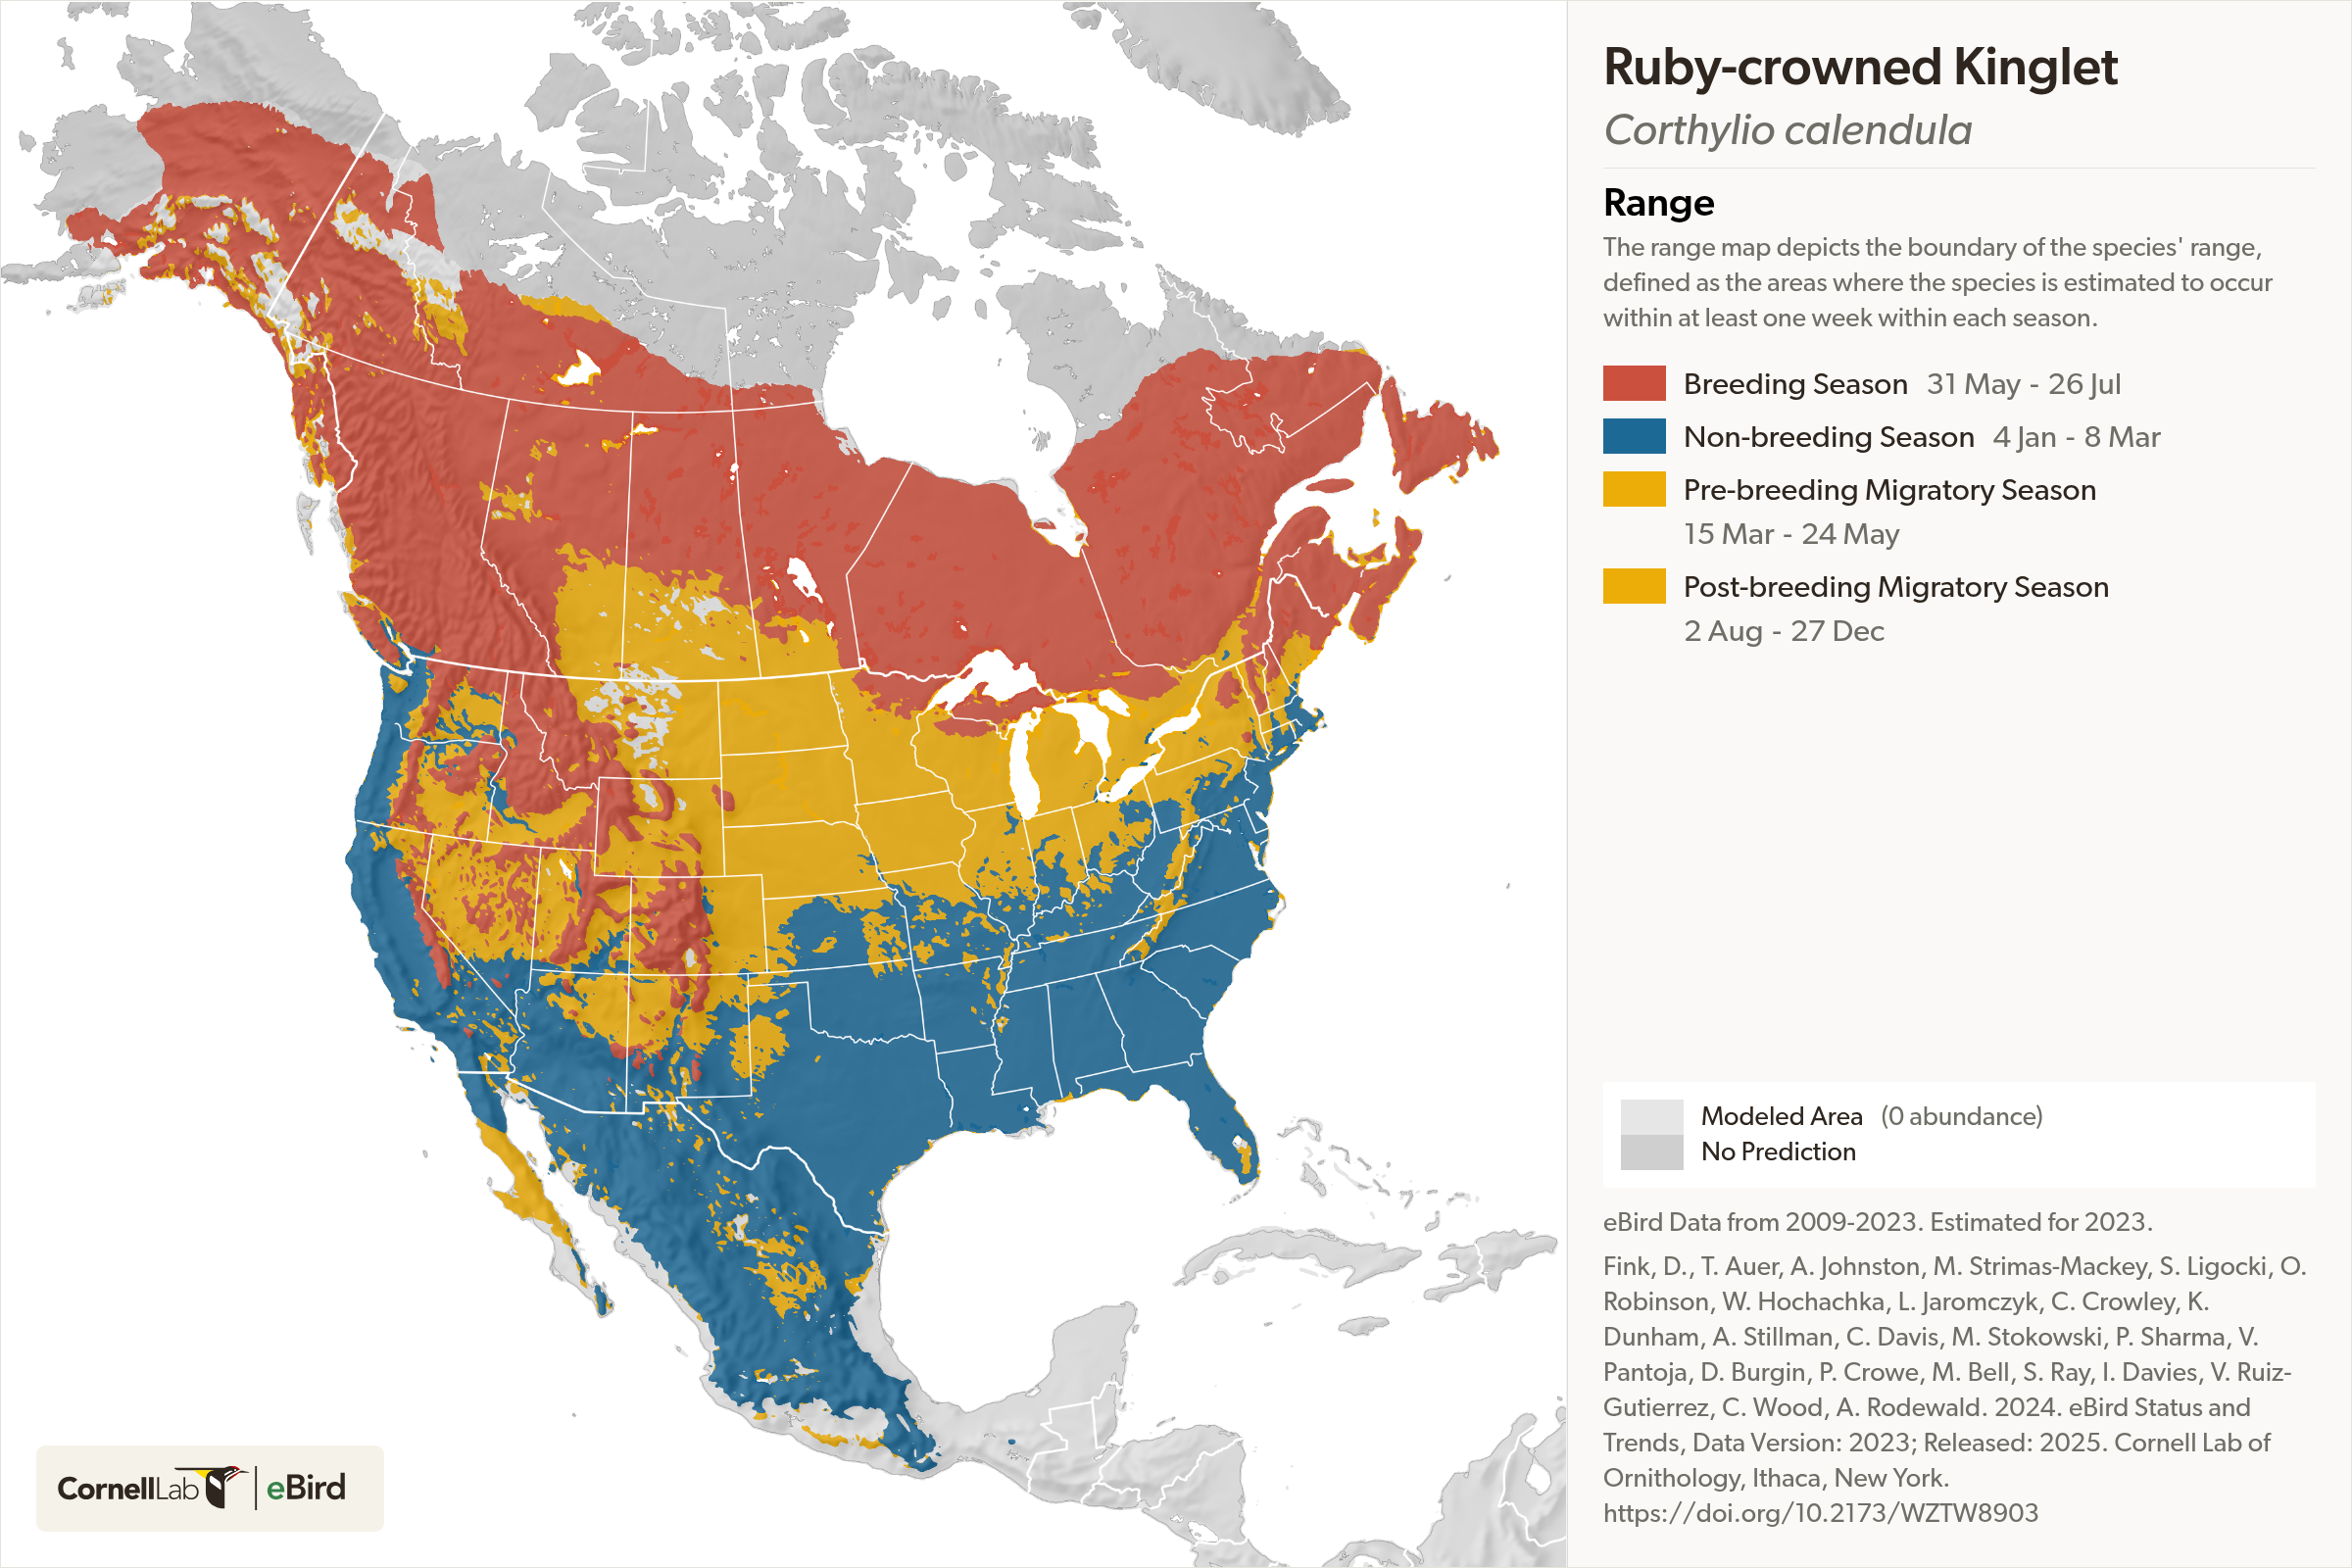 Ruby-crowned Kinglet
Corthylio calendula
Range
The range map depicts the boundary of the species' range,
defined as the areas where the species is estimated to occur
within at least one week within each season.
Breeding Season 31 May - 26 Jul
Non-breeding Season 4 Jan - 8 Mar
Pre-breeding Migratory Season
15 Mar - 24 May
Post-breeding Migratory Season
2 Aug - 27 Dec
Modeled Area (0 abundance)
No Prediction
eBird Data from 2009-2023. Estimated for 2023.
Fink, D., T. Auer, A. Johnston, M. Strimas-Mackey, S. Ligocki, O.
Robinson, W. Hochachka, L. Jaromczyk, C. Crowley, K.
Dunham, A. Stillman, C. Davis, M. Stokowski, P. Sharma, V.
Pantoja, D. Burgin, P. Crowe, M. Bell, S. Ray, I. Davies, V. Ruiz-
Gutierrez, C. Wood, A. Rodewald. 2024. eBird Status and
Trends, Data Version: 2023; Released: 2025. Cornell Lab of
Ornithology, Ithaca, New York.
https://doi.org/10.2173/WZTW8903
CornellLab eBird